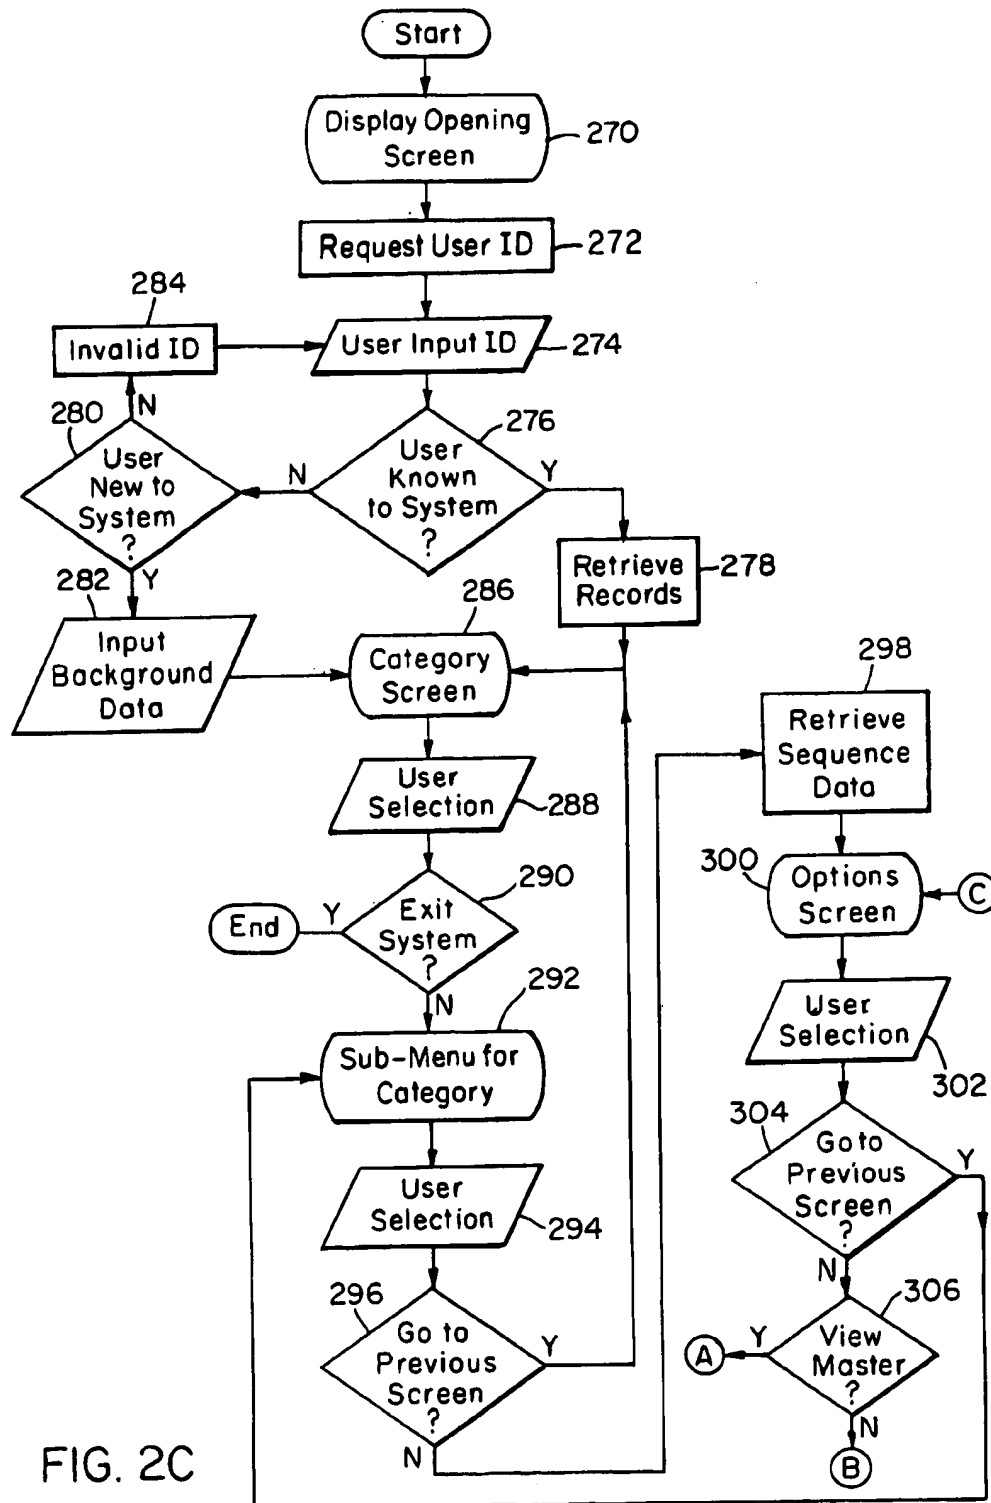 Start
Display Opening
Screen
270
Request User ID
272
284
Invalid ID
User Input ID
274
280
N
276
User
New to
System
?
N
User
Known
to System
?
Y
282
Y
286
Retrieve
Records
278
Input
Background
Data
Category
Screen
298
Retrieve
Sequence
Data
User
Selection
288
300
Options
Screen
C
290
End
Y
Exit
System
?
N
292
User
Selection
302
Sub-Menu for
Category
304
Go to
Previous
Screen
?
Y
N
User
Selection
294
296
Go to
Previous
Screen
?
Y
N
306
A
Y
View
Master
?
N
B
FIG. 2C